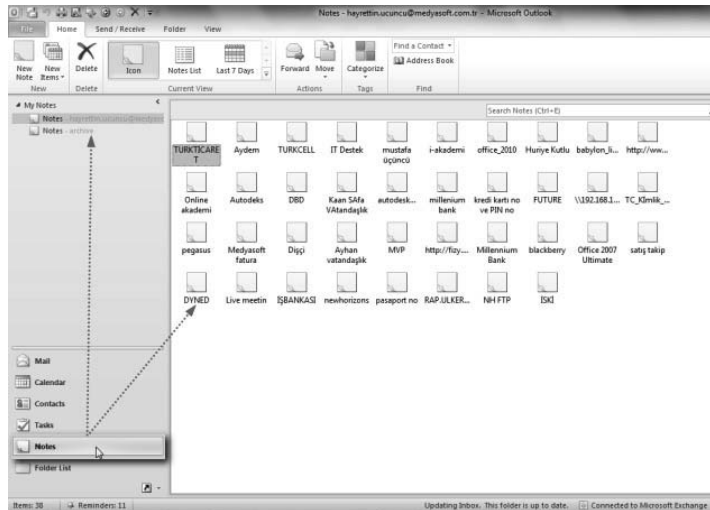 Notes - hayrettin.ucuncu@medyasoft.com.tr - Microsoft Outlook
File Home Send / Receive Folder View
New Note
New Items
Delete
Icon
Notes List
Last 7 Days
Forward
Move
Categorize
Find a Contact
Address Book
New Delete Current View Actions Tags Find
My Notes
Notes -
Notes - archive
Search Notes (Ctrl+E)
TURKTİCARET
Aydem
TURKCELL
IT Destek
mustafa üçüncü
i-akademi
office_2010
Huriye Kutlu
babylon_li...
http://ww...
Online akademi
Autodeks
DBD
Kaan SAfa VAtandaşlık
autodesk...
millenium bank
kredi kartı no ve PIN no
FUTURE
\\192.168.1...
TC_KImlik_...
pegasus
Medyasoft fatura
Dişçi
Ayhan vatandaşlık
MVP
http://fizy....
Millennium Bank
blackberry
Office 2007 Ultimate
satış takip
DYNED
Live meetin
İŞBANKASI
newhorizons
pasaport no
RAP.ULKER...
NH FTP
İSKİ
Mail
Calendar
Contacts
Tasks
Notes
Folder List
Items: 38 Reminders: 11 Updating Inbox. This folder is up to date. Connected to Microsoft Exchange